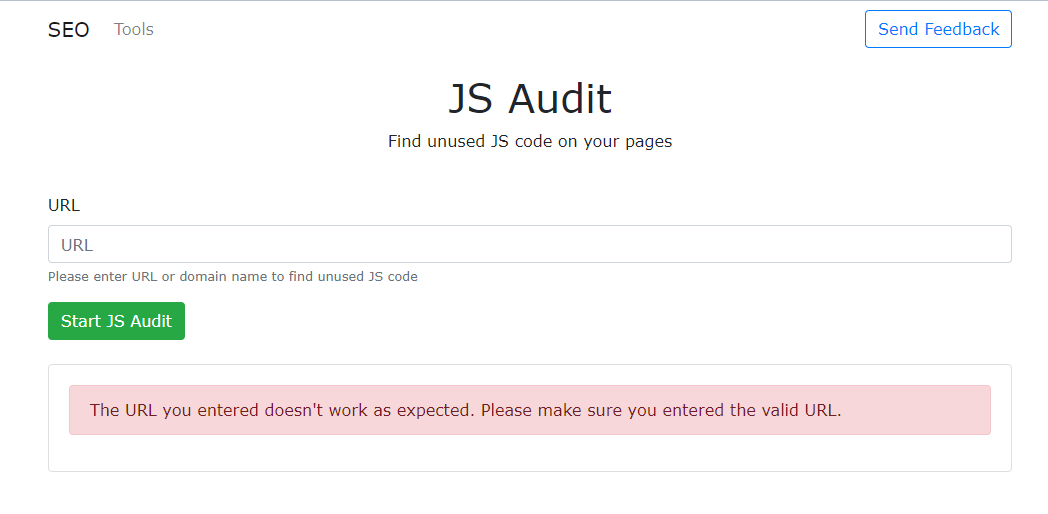 SEO Tools Send Feedback
JS Audit
Find unused JS code on your pages
URL
URL
Please enter URL or domain name to find unused JS code
Start JS Audit
The URL you entered doesn't work as expected. Please make sure you entered the valid URL.